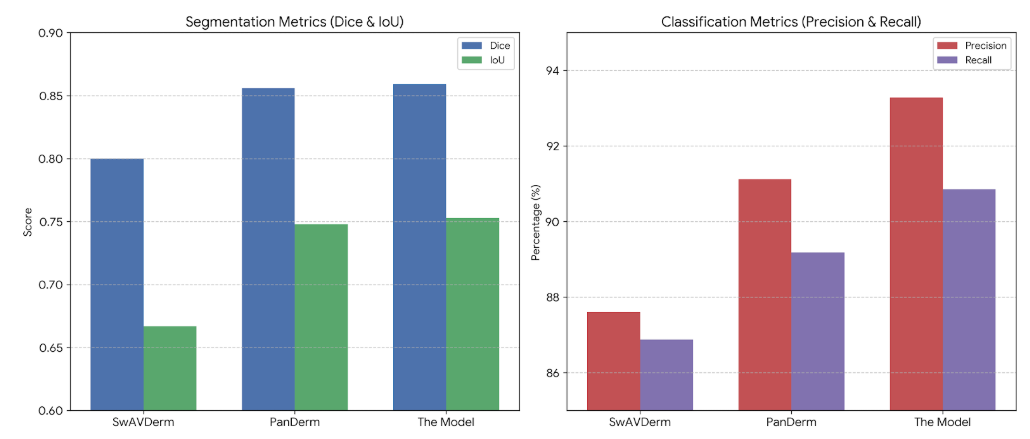 Segmentation Metrics (Dice & IoU)
Dice
IoU
0.90
0.85
0.80
0.75
0.70
0.65
0.60
Score
SwAVDerm PanDerm The Model
Classification Metrics (Precision & Recall)
Precision
Recall
94
92
90
88
86
Percentage (%)
SwAVDerm PanDerm The Model